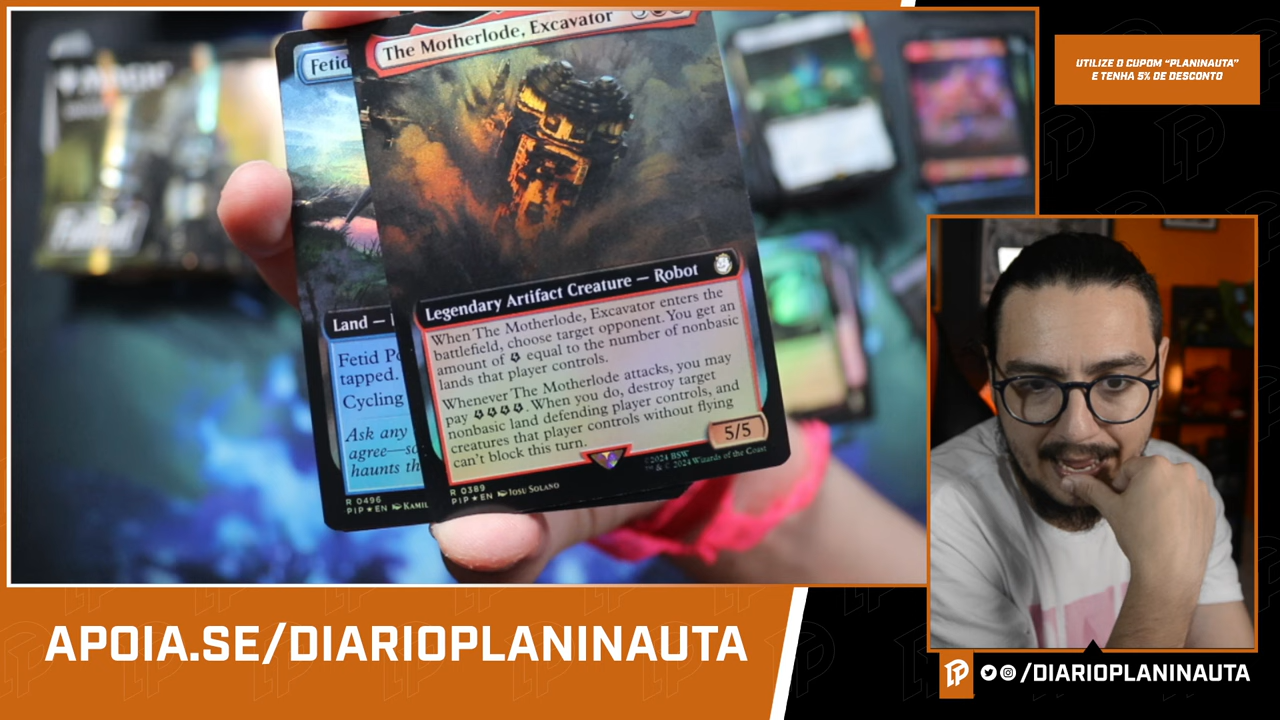 The Motherlode, Excavator
Fetid
Legendary Artifact Creature — Robot
When The Motherlode, Excavator enters the
battlefield, choose target opponent. You get an
amount of equal to the number of nonbasic
lands that player controls.
Whenever The Motherlode attacks, you may
pay . When you do, destroy target
nonbasic land defending player controls, and
creatures that player controls without flying
can't block this turn.
5/5
R 0389
PIP ★ EN IOSU SOLANO
©2024 BSW
™ & © 2024 Wizards of the Coast
Land —
Fetid
tapped.
Cycling
Ask any
agree—so
haunts th
R 0496
PIP ★ EN KAMIL
UTILIZE O CUPOM "PLANINAUTA"
E TENHA 5% DE DESCONTO
APOIA.SE/DIARIOPLANINAUTA
/DIARIOPLANINAUTA